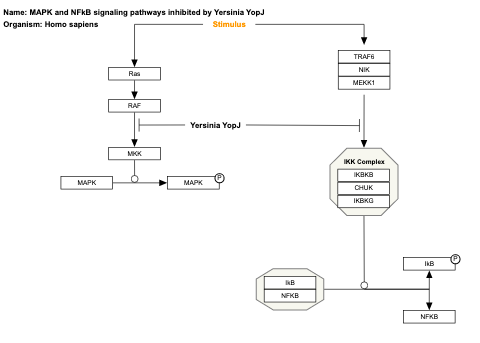 Name: MAPK and NFkB signaling pathways inhibited by Yersinia YopJ
Organism: Homo sapiens
Stimulus
TRAF6
NIK
MEKK1
Ras
RAF
Yersinia YopJ
MKK
IKK Complex
IKBKB
CHUK
IKBKG
MAPK
MAPK
P
IkB
P
IkB
NFKB
NFKB